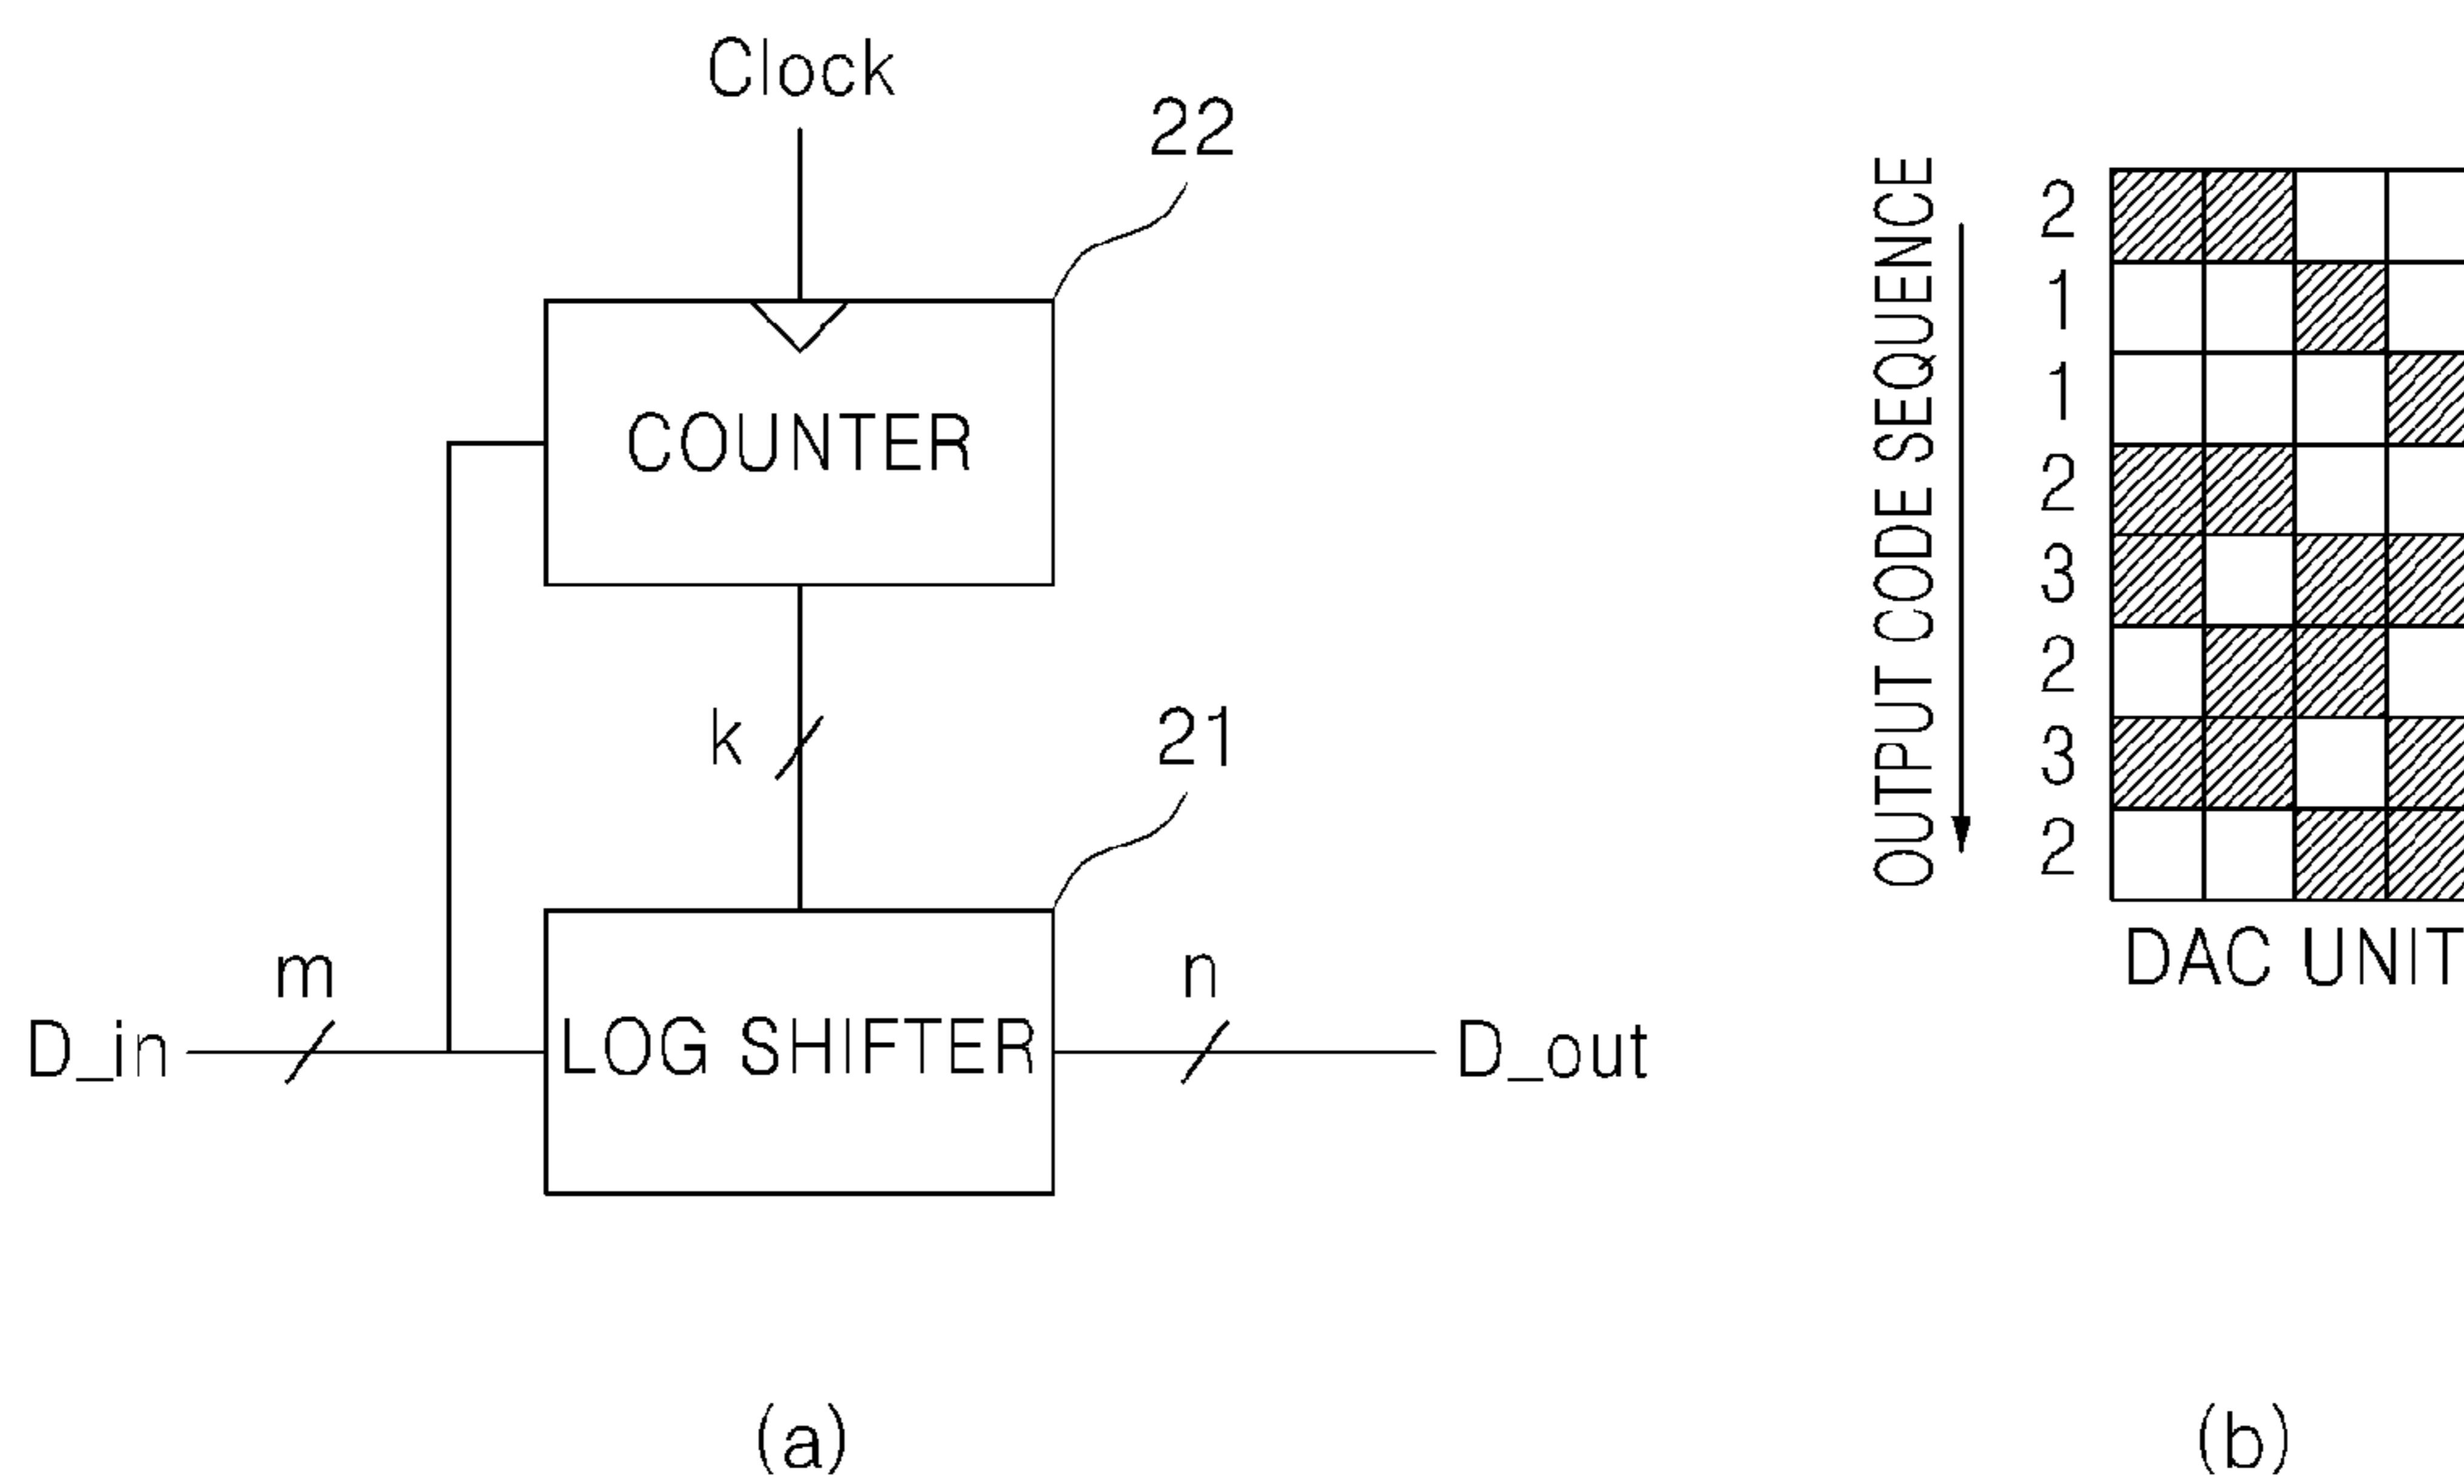 Clock
22
COUNTER
k
21
m
D_in
LOG SHIFTER
n
D_out
(a)
OUTPUT CODE SEQUENCE
2
1
1
2
3
2
3
2
DAC UNIT
(b)